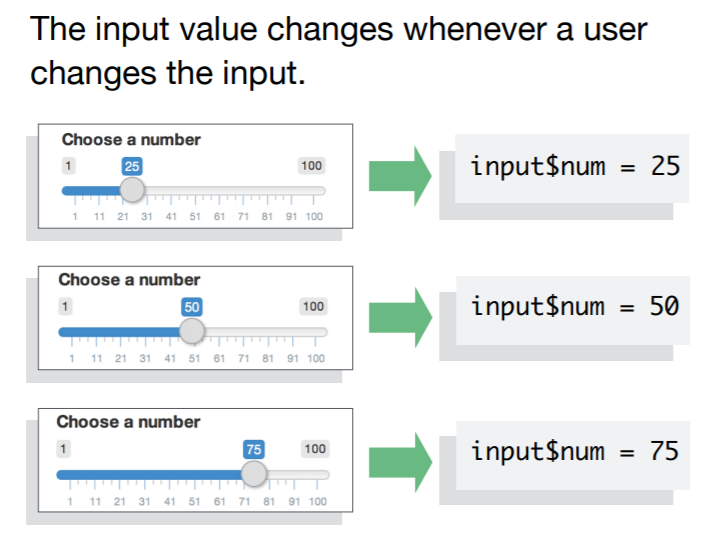 The input value changes whenever a user
changes the input.
Choose a number
1 25 100
1 11 21 31 41 51 61 71 81 91 100
input$num = 25
Choose a number
1 50 100
1 11 21 31 41 51 61 71 81 91 100
input$num = 50
Choose a number
1 75 100
1 11 21 31 41 51 61 71 81 91 100
input$num = 75